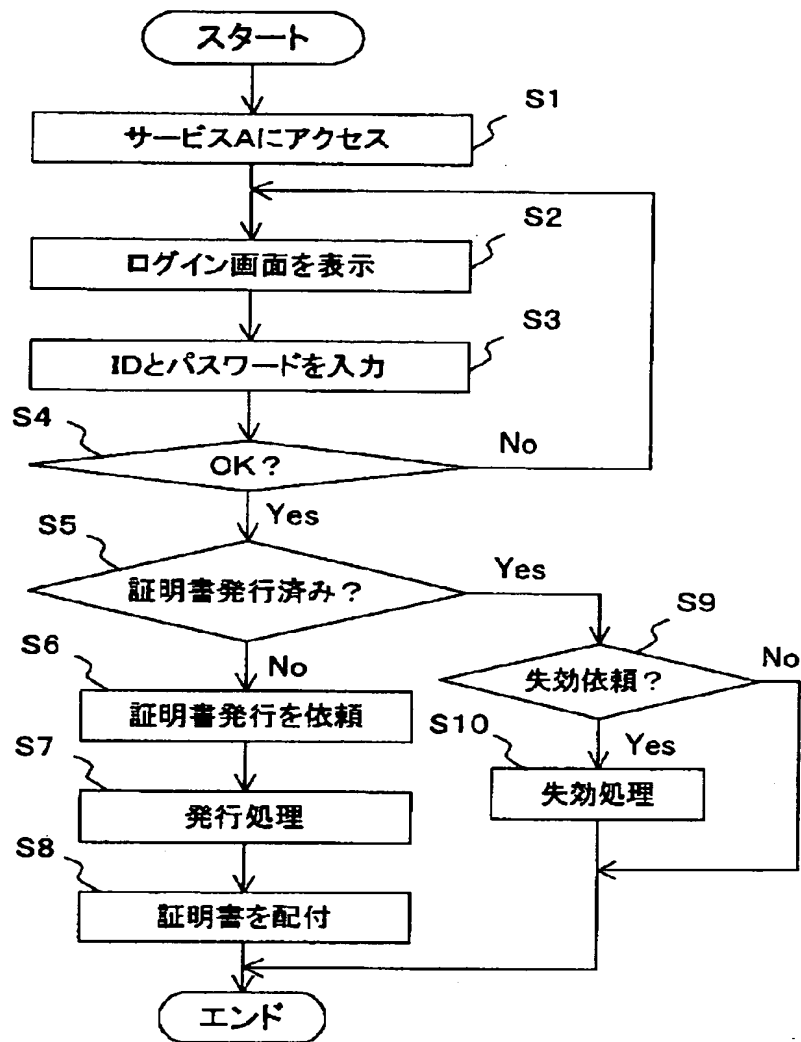 スタート
S1
サービスAにアクセス
S2
ログイン画面を表示
S3
IDとパスワードを入力
S4
OK?
No
Yes
S5
証明書発行済み?
Yes
S9
No
失効依頼?
No
S6
証明書発行を依頼
S10
Yes
失効処理
S7
発行処理
S8
証明書を配付
エンド